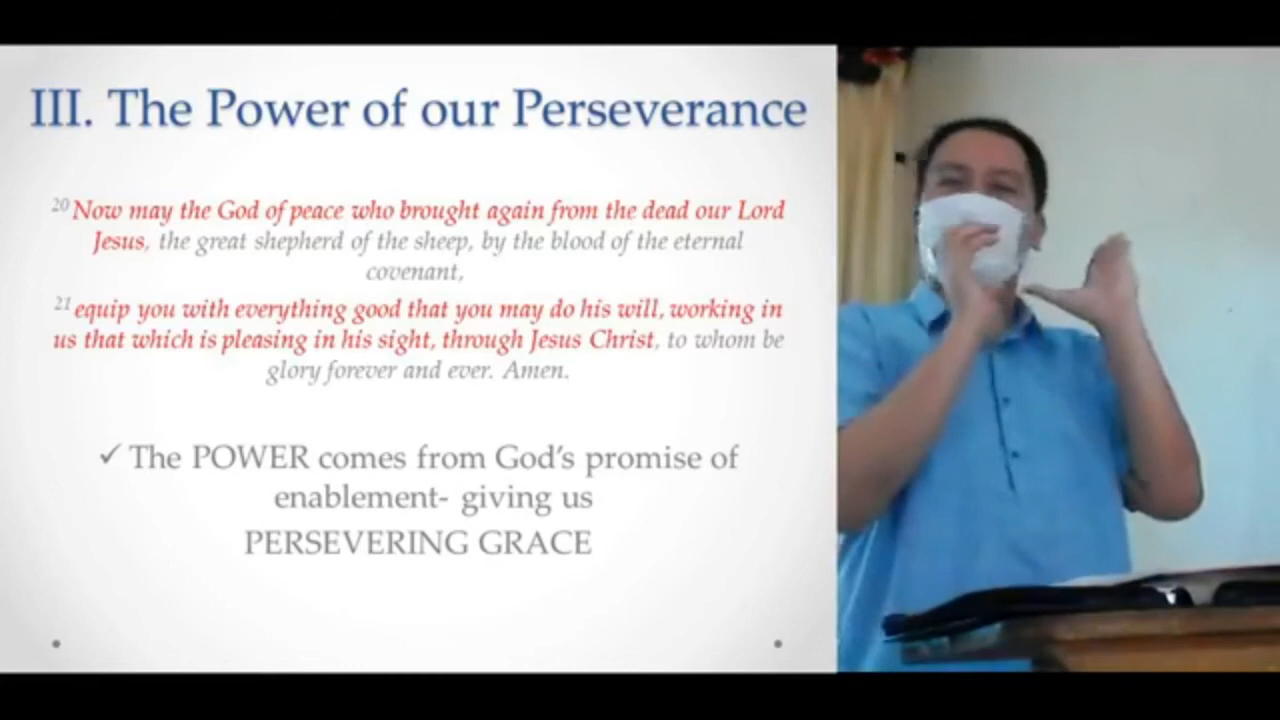 III. The Power of our Perseverance
20 Now may the God of peace who brought again from the dead our Lord
Jesus, the great shepherd of the sheep, by the blood of the eternal
covenant,
21 equip you with everything good that you may do his will, working in
us that which is pleasing in his sight, through Jesus Christ, to whom be
glory forever and ever. Amen.
✓ The POWER comes from God's promise of
enablement- giving us
PERSEVERING GRACE